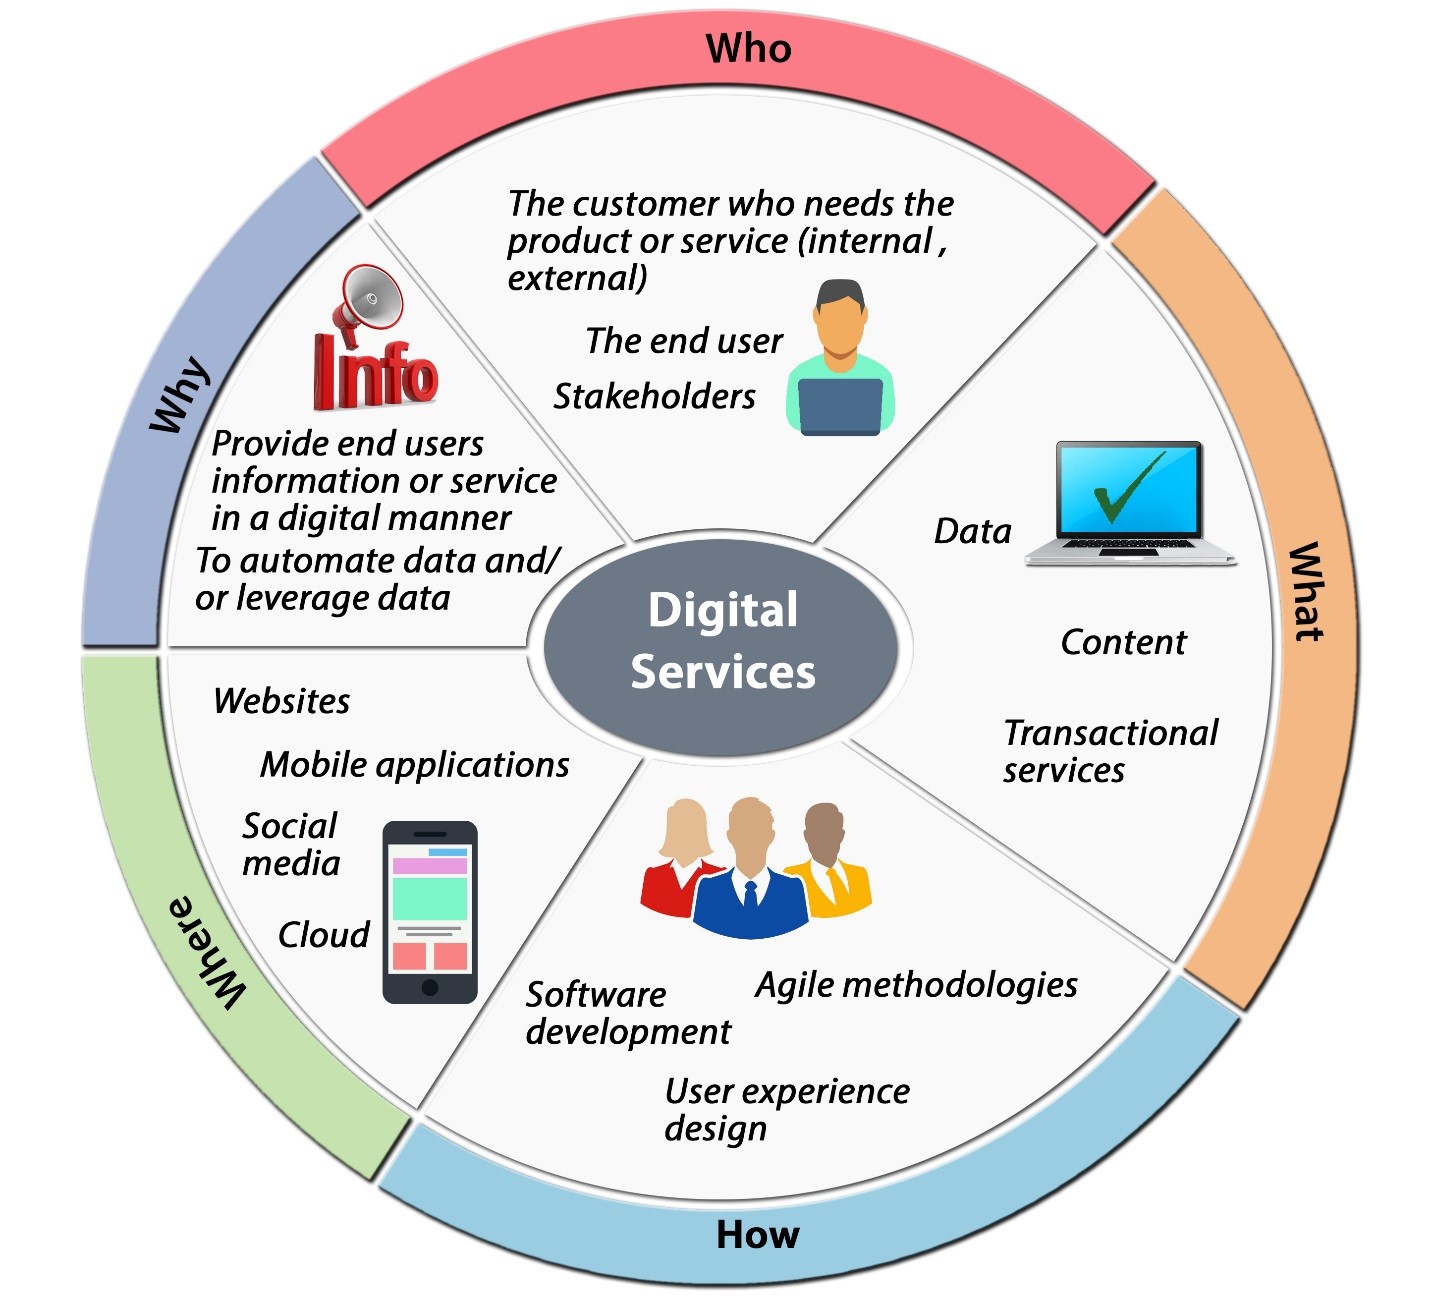 Who
The customer who needs the
product or service (internal ,
external)
The end user
Stakeholders
What
Data
Content
Transactional
services
How
Agile methodologies
Software
development
User experience
design
Where
Websites
Mobile applications
Social
media
Cloud
Why
Info
Provide end users
information or service
in a digital manner
To automate data and/
or leverage data
Digital
Services